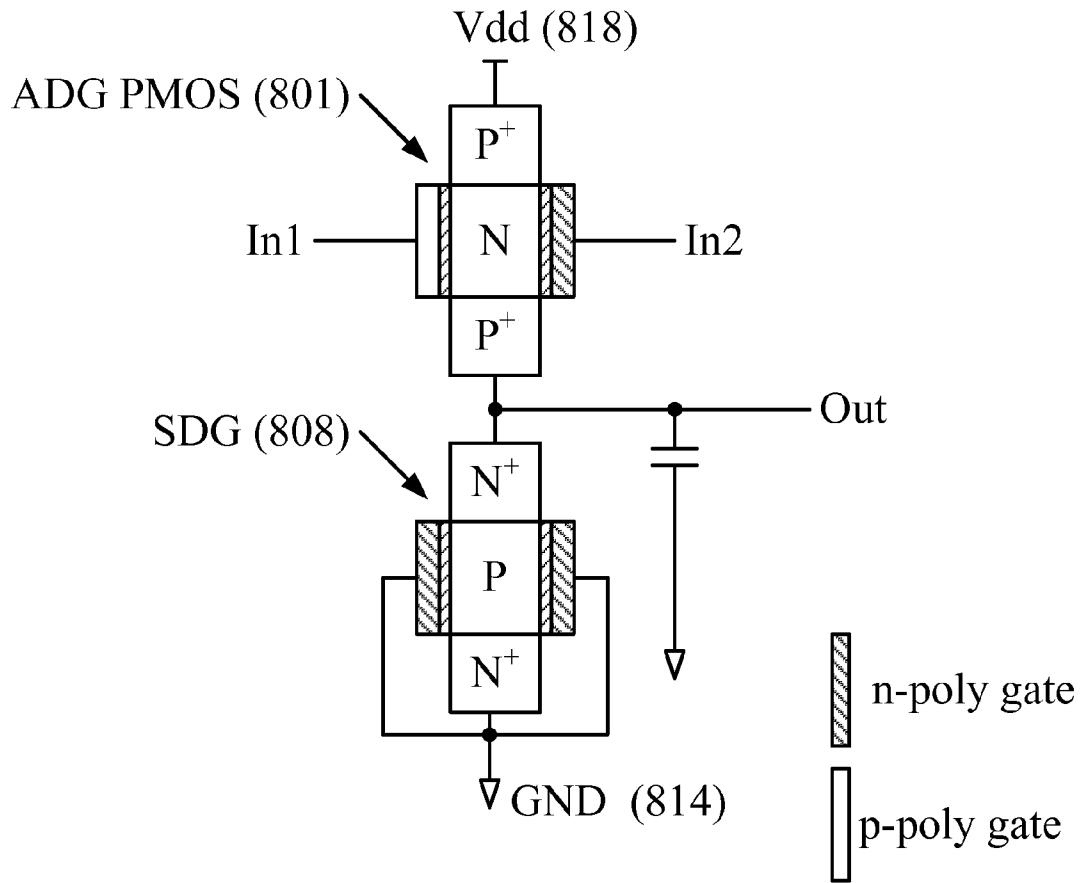 Vdd (818)
ADG PMOS (801)
P+
In1
N
In2
P+
Out
SDG (808)
N+
P
N+
n-poly gate
GND (814)
p-poly gate